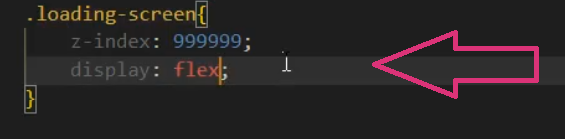 .loading-screen{
z-index: 999999;
display: flex;
}